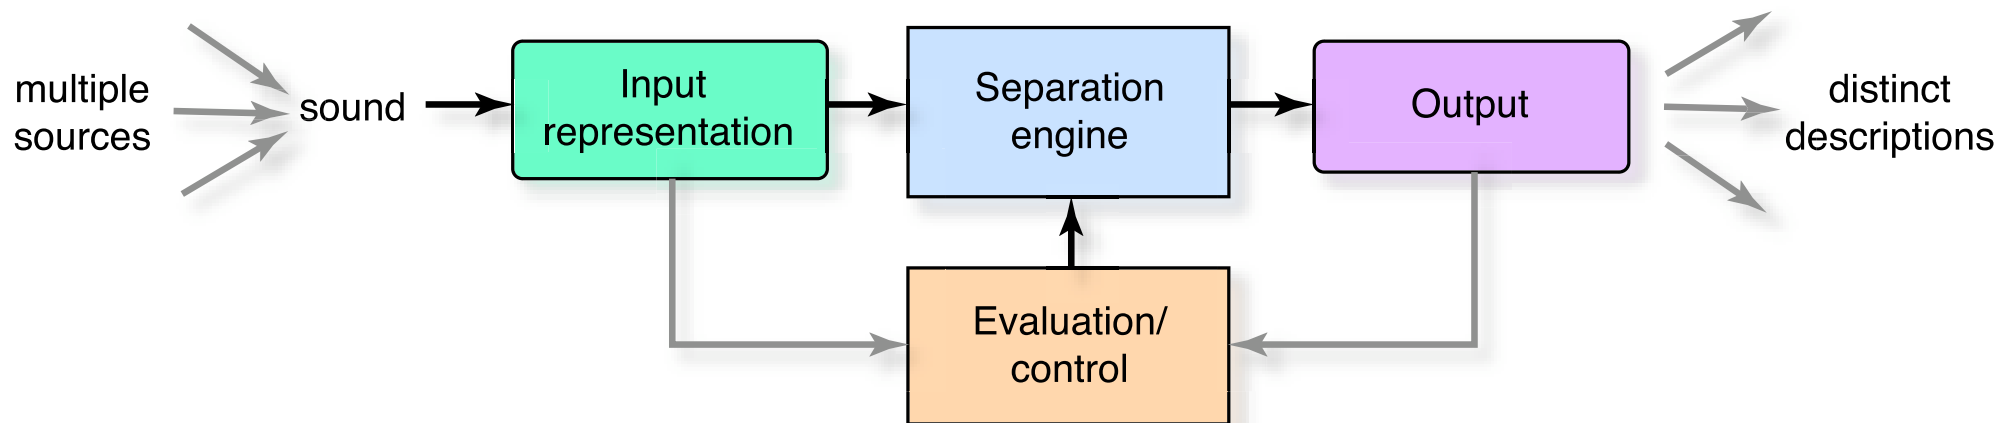 multiple
sources
sound
Input
representation
Separation
engine
Output
distinct
descriptions
Evaluation/
control